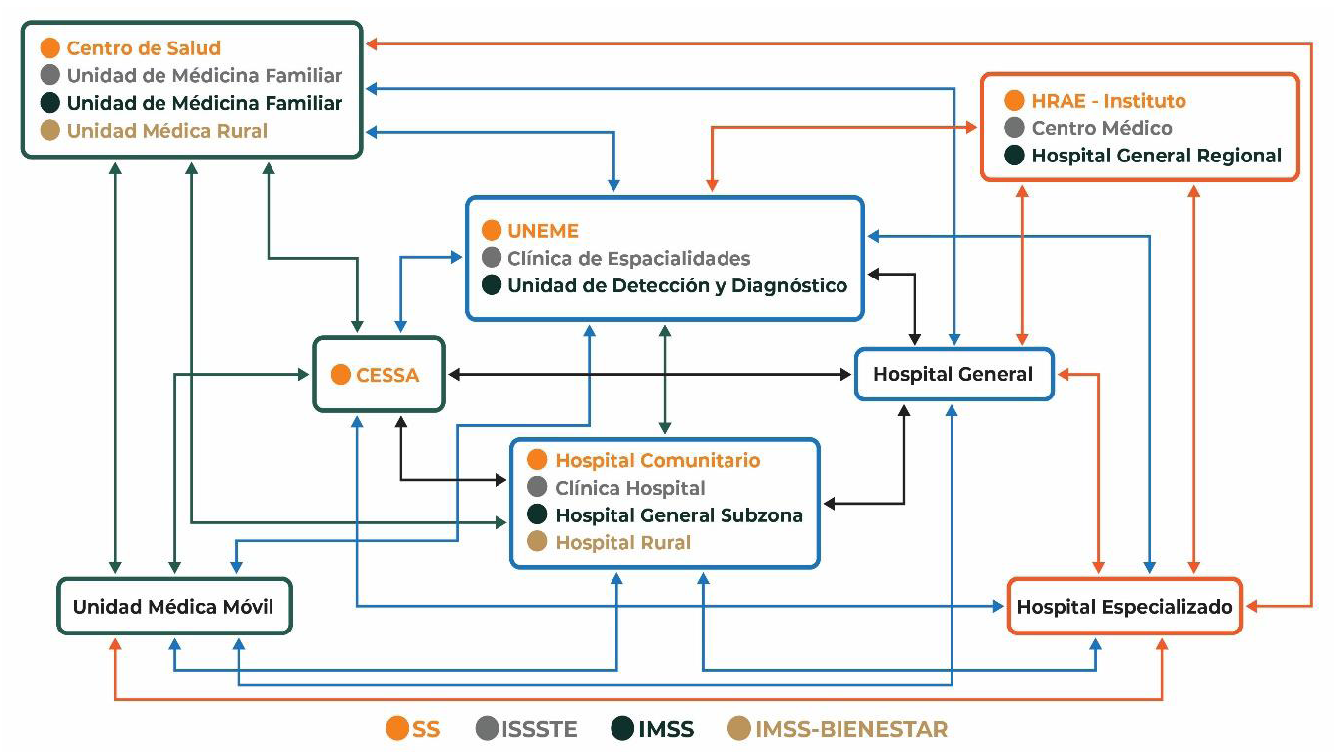 Centro de Salud
Unidad de Médicina Familiar
Unidad de Médicina Familiar
Unidad Médica Rural
HRAE - Instituto
Centro Médico
Hospital General Regional
UNEME
Clínica de Espacialidades
Unidad de Detección y Diagnóstico
CESSA
Hospital General
Hospital Comunitario
Clínica Hospital
Hospital General Subzona
Hospital Rural
Unidad Médica Móvil
Hospital Especializado
SS ISSSTE IMSS IMSS-BIENESTAR